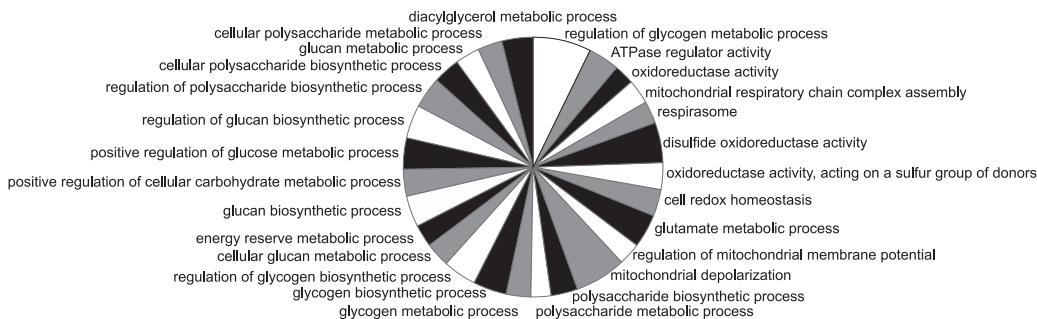 diacylglycerol metabolic process
regulation of glycogen metabolic process
ATPase regulator activity
oxidoreductase activity
mitochondrial respiratory chain complex assembly
respirasome
disulfide oxidoreductase activity
oxidoreductase activity, acting on a sulfur group of donors
cell redox homeostasis
glutamate metabolic process
regulation of mitochondrial membrane potential
mitochondrial depolarization
polysaccharide biosynthetic process
polysaccharide metabolic process
glycogen metabolic process
glycogen biosynthetic process
regulation of glycogen biosynthetic process
cellular glucan metabolic process
energy reserve metabolic process
glucan biosynthetic process
positive regulation of cellular carbohydrate metabolic process
positive regulation of glucose metabolic process
regulation of glucan biosynthetic process
regulation of polysaccharide biosynthetic process
cellular polysaccharide biosynthetic process
glucan metabolic process
cellular polysaccharide metabolic process